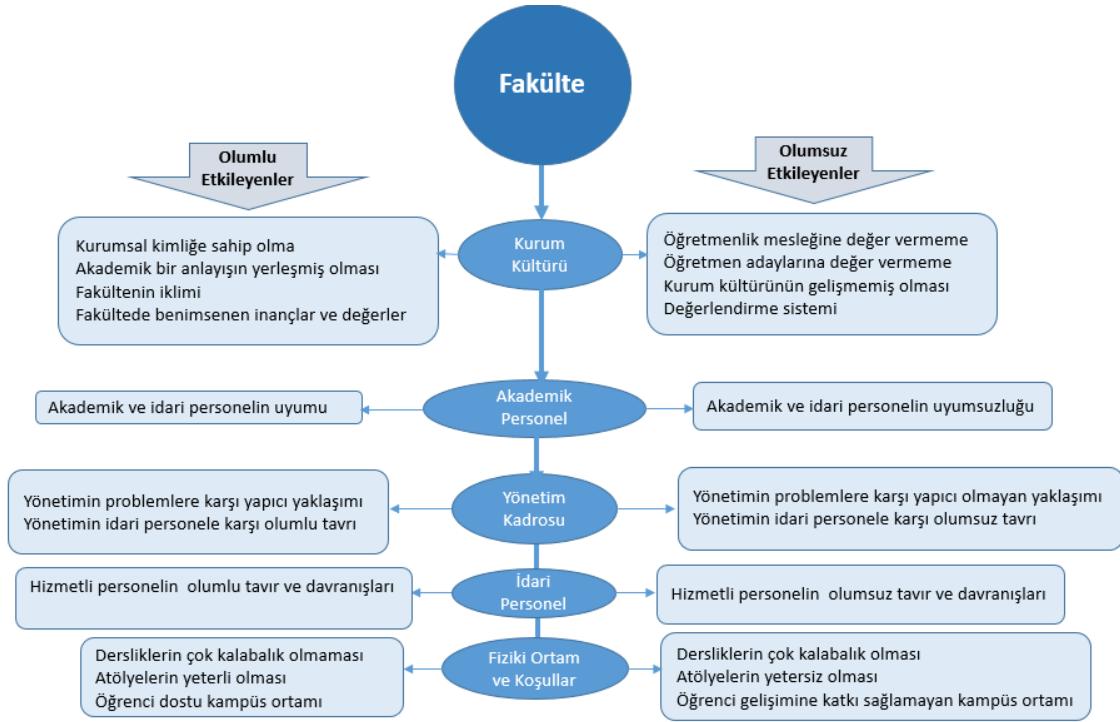 Fakülte
Olumlu
Etkileyenler
Olumsuz
Etkileyenler
Kurumsal kimliğe sahip olma
Akademik bir anlayışın yerleşmiş olması
Fakültenin iklimi
Fakültede benimsenen inançlar ve değerler
Kurum
Kültürü
Öğretmenlik mesleğine değer vermeme
Öğretmen adaylarına değer vermeme
Kurum kültürünün gelişmemiş olması
Değerlendirme sistemi
Akademik ve idari personelin uyumu
Akademik
Personel
Akademik ve idari personelin uyumsuzluğu
Yönetimin problemlere karşı yapıcı yaklaşımı
Yönetimin idari personele karşı olumlu tavrı
Yönetim
Kadrosu
Yönetimin problemlere karşı yapıcı olmayan yaklaşımı
Yönetimin idari personele karşı olumsuz tavrı
Hizmetli personelin olumlu tavır ve davranışları
İdari
Personel
Hizmetli personelin olumsuz tavır ve davranışları
Dersliklerin çok kalabalık olmaması
Atölyelerin yeterli olması
Öğrenci dostu kampüs ortamı
Fiziki Ortam
ve Koşullar
Dersliklerin çok kalabalık olması
Atölyelerin yetersiz olması
Öğrenci gelişimine katkı sağlamayan kampüs ortamı